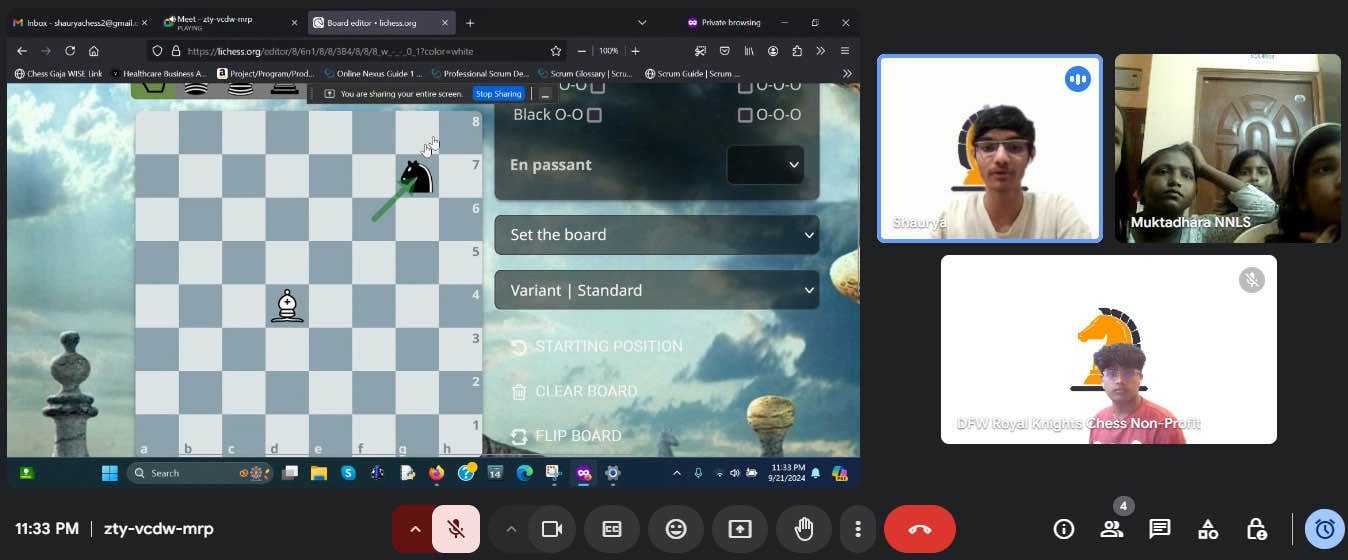 Inbox - shauryachess2@gmail.c
Meet - zty-vcdw-mrp
PLAYING
Board editor • lichess.org
Private browsing
https://lichess.org/editor/8/6n1/8/8/3B4/8/8/8_w_-_-_0_1?color=white
100%
Chess Gaja WISE Link
Healthcare Business A...
Project/Program/Prod...
Online Nexus Guide 1 ...
Professional Scrum De...
Scrum Glossary | Scru...
Scrum Guide | Scrum ...
You are sharing your entire screen.
Stop Sharing
O-O
O-O-O
Black O-O
O-O-O
En passant
Set the board
Variant | Standard
STARTING POSITION
CLEAR BOARD
FLIP BOARD
8
7
6
5
4
3
2
1
a b c d e f g h
Search
14
11:33 PM
9/21/2024
Shaurya
Muktadhara NNLS
DFW Royal Knights Chess Non-Profit
11:33 PM | zty-vcdw-mrp
4